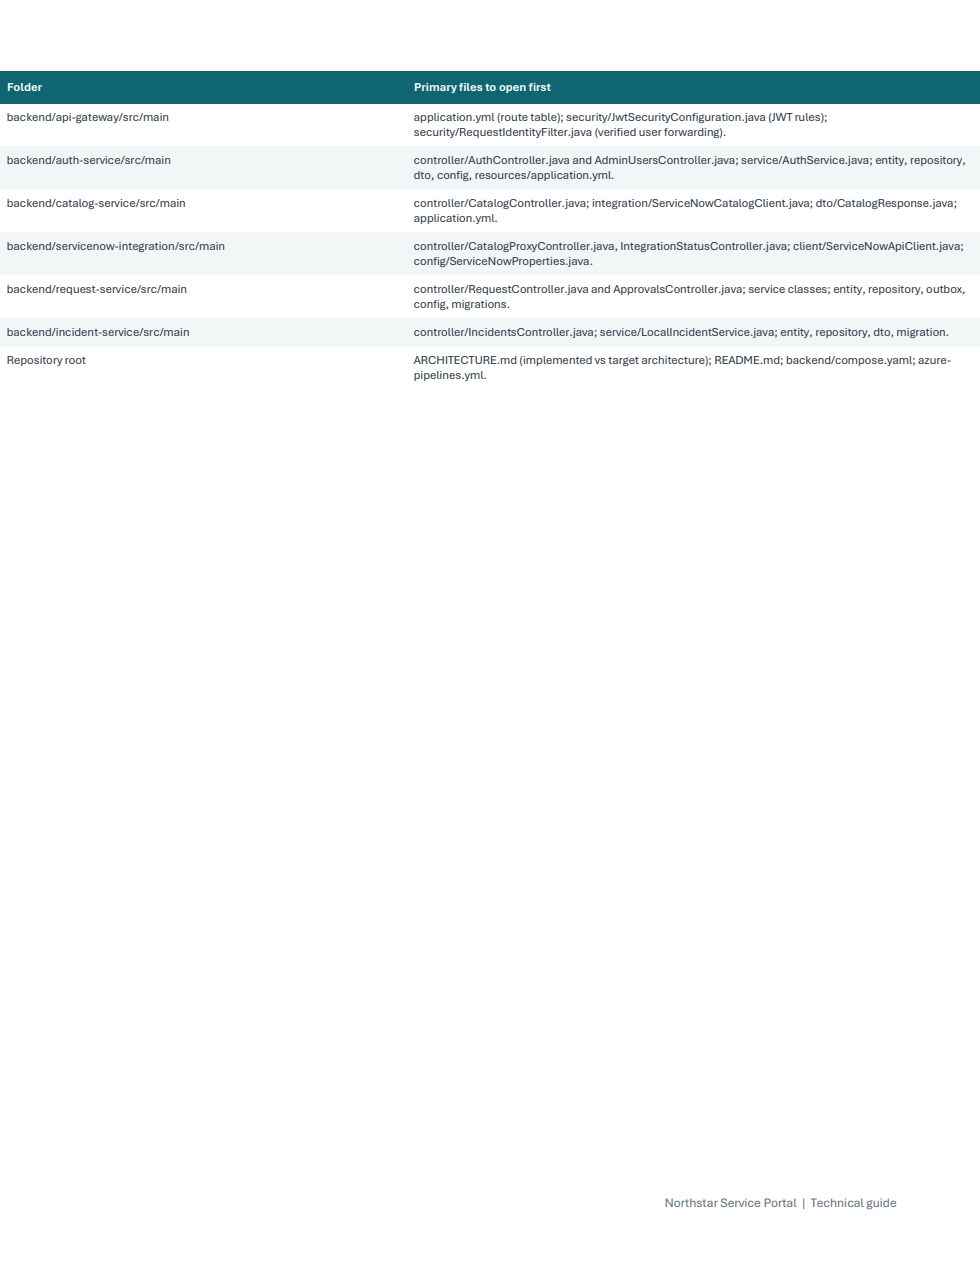 Folder Primary files to open first
backend/api-gateway/src/main application.yml (route table); security/JwtSecurityConfiguration.java (JWT rules);
security/RequestIdentityFilter.java (verified user forwarding).
backend/auth-service/src/main controller/AuthController.java and AdminUsersController.java; service/AuthService.java; entity, repository,
dto, config, resources/application.yml.
backend/catalog-service/src/main controller/CatalogController.java; integration/ServiceNowCatalogClient.java; dto/CatalogResponse.java;
application.yml.
backend/servicenow-integration/src/main controller/CatalogProxyController.java, IntegrationStatusController.java; client/ServiceNowApiClient.java;
config/ServiceNowProperties.java.
backend/request-service/src/main controller/RequestController.java and ApprovalsController.java; service classes; entity, repository, outbox,
config, migrations.
backend/incident-service/src/main controller/IncidentsController.java; service/LocalIncidentService.java; entity, repository, dto, migration.
Repository root ARCHITECTURE.md (implemented vs target architecture); README.md; backend/compose.yaml; azure-
pipelines.yml.
Northstar Service Portal | Technical guide